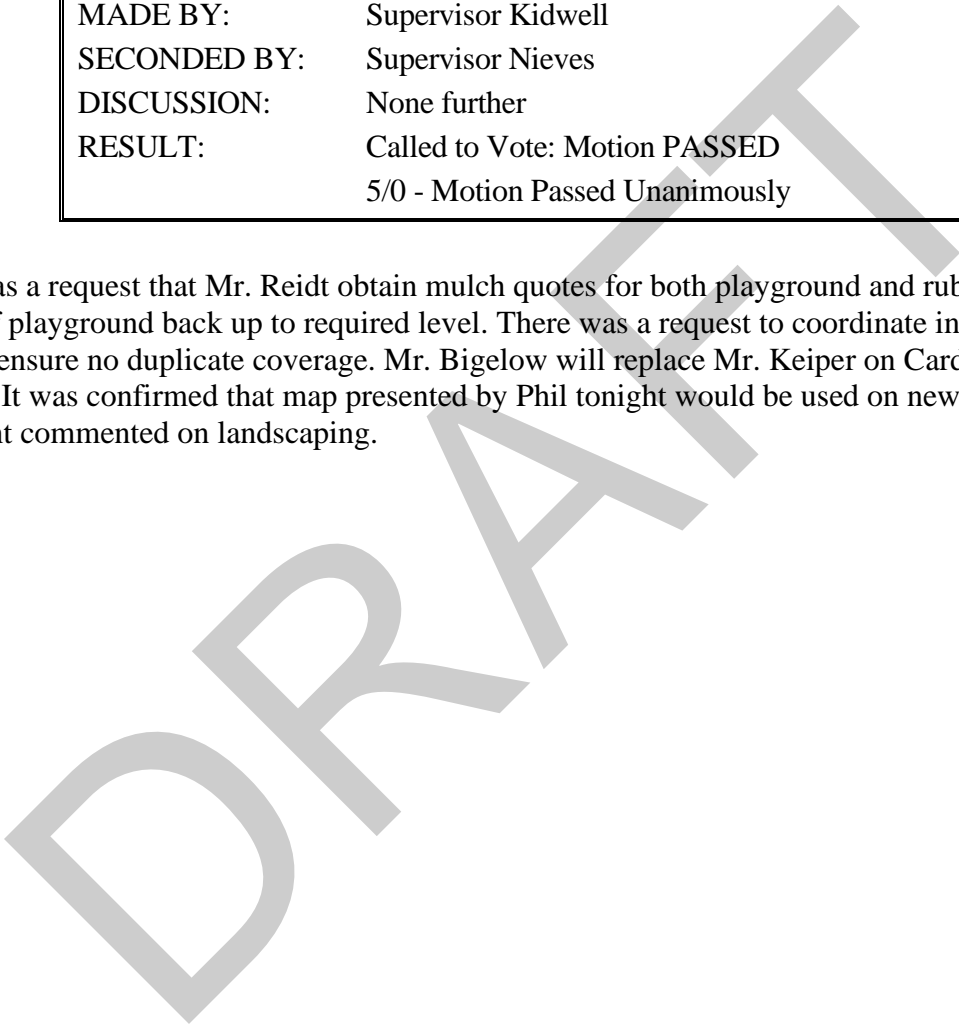 MADE BY: Supervisor Kidwell
SECONDED BY: Supervisor Nieves
DISCUSSION: None further
RESULT: Called to Vote: Motion PASSED
5/0 - Motion Passed Unanimously
as a request that Mr. Reidt obtain mulch quotes for both playground and rub
f playground back up to required level. There was a request to coordinate in
ensure no duplicate coverage. Mr. Bigelow will replace Mr. Keiper on Card
It was confirmed that map presented by Phil tonight would be used on new
nt commented on landscaping.
DRAFT